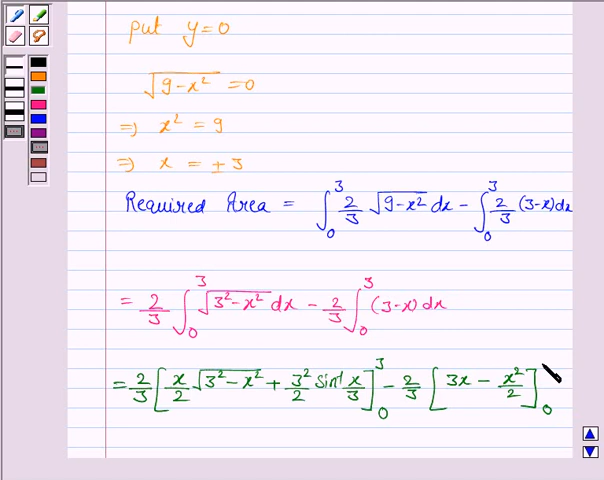 put y=0
√9-x² = 0
⇒ x² = 9
⇒ x = ±3
Required Area = ∫₀³ 2/3 √9-x² dx - ∫₀³ 2/3 (3-x)dx
= 2/3 ∫₀³ √3²-x² dx - 2/3 ∫₀³ (3-x) dx
= 2/3 [x/2 √3²-x² + 3²/2 sin⁻¹ x/3]₀³ - 2/3 [3x - x²/2]₀